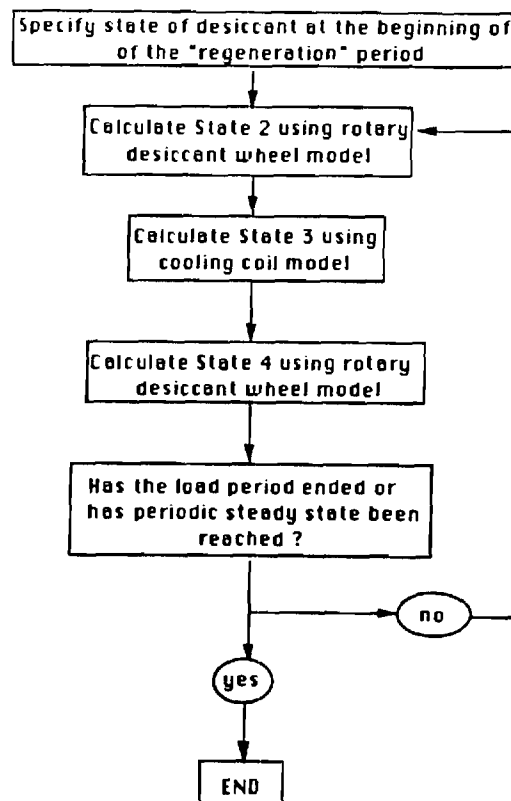 Specify state of desiccant at the beginning of
of the "regeneration" period
Calculate State 2 using rotary
desiccant wheel model
Calculate State 3 using
cooling coil model
Calculate State 4 using rotary
desiccant wheel model
Has the load period ended or
has periodic steady state been
reached ?
no
yes
END